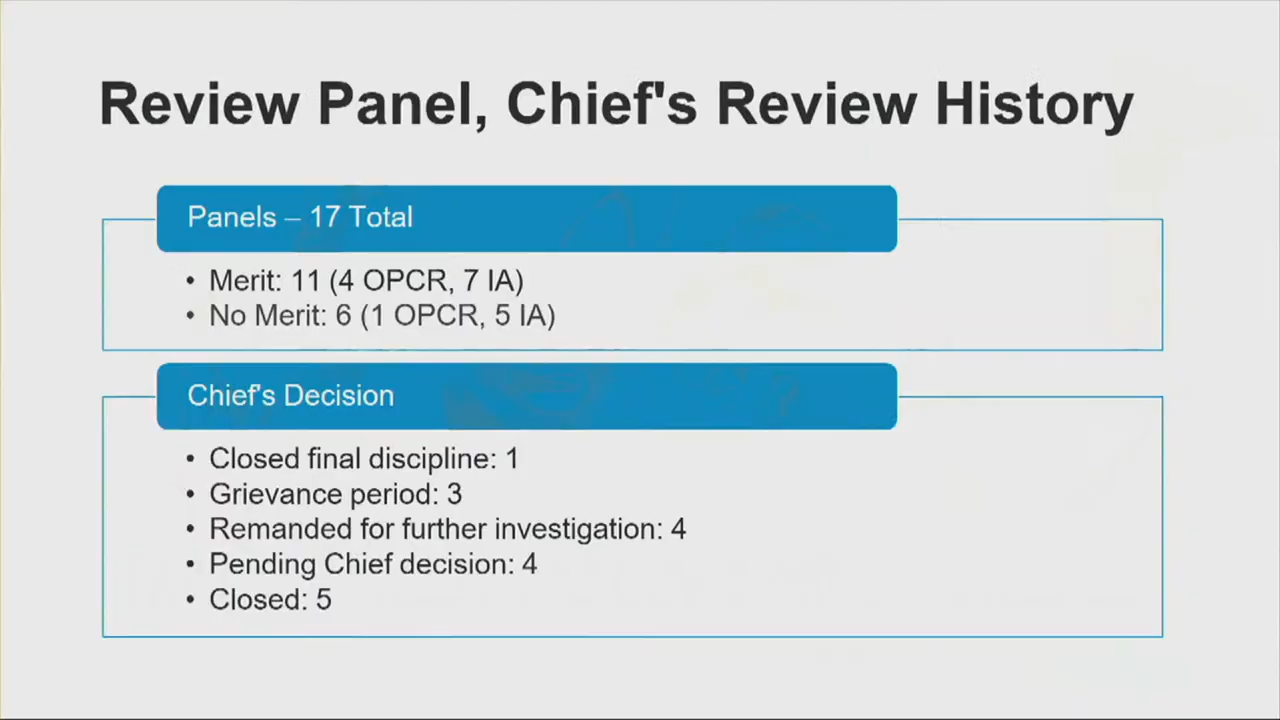 Review Panel, Chief's Review History
Panels – 17 Total
• Merit: 11 (4 OPCR, 7 IA)
• No Merit: 6 (1 OPCR, 5 IA)
Chief's Decision
• Closed final discipline: 1
• Grievance period: 3
• Remanded for further investigation: 4
• Pending Chief decision: 4
• Closed: 5